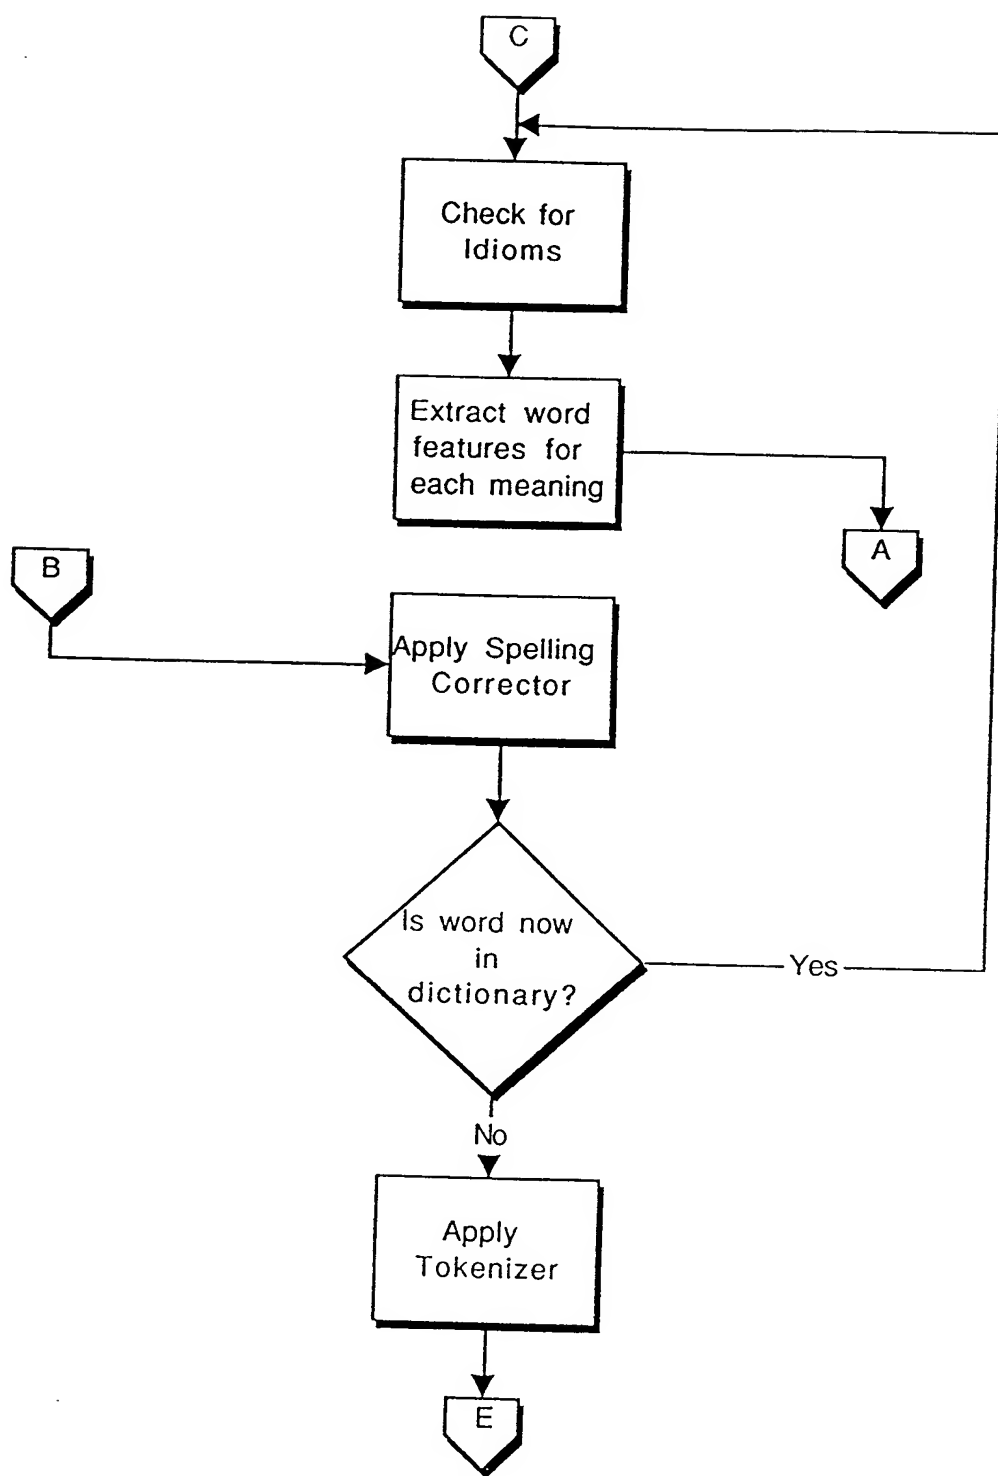 C
Check for
Idioms
Extract word
features for
each meaning
A
B
Apply Spelling
Corrector
Is word now
in
dictionary?
Yes
No
Apply
Tokenizer
E